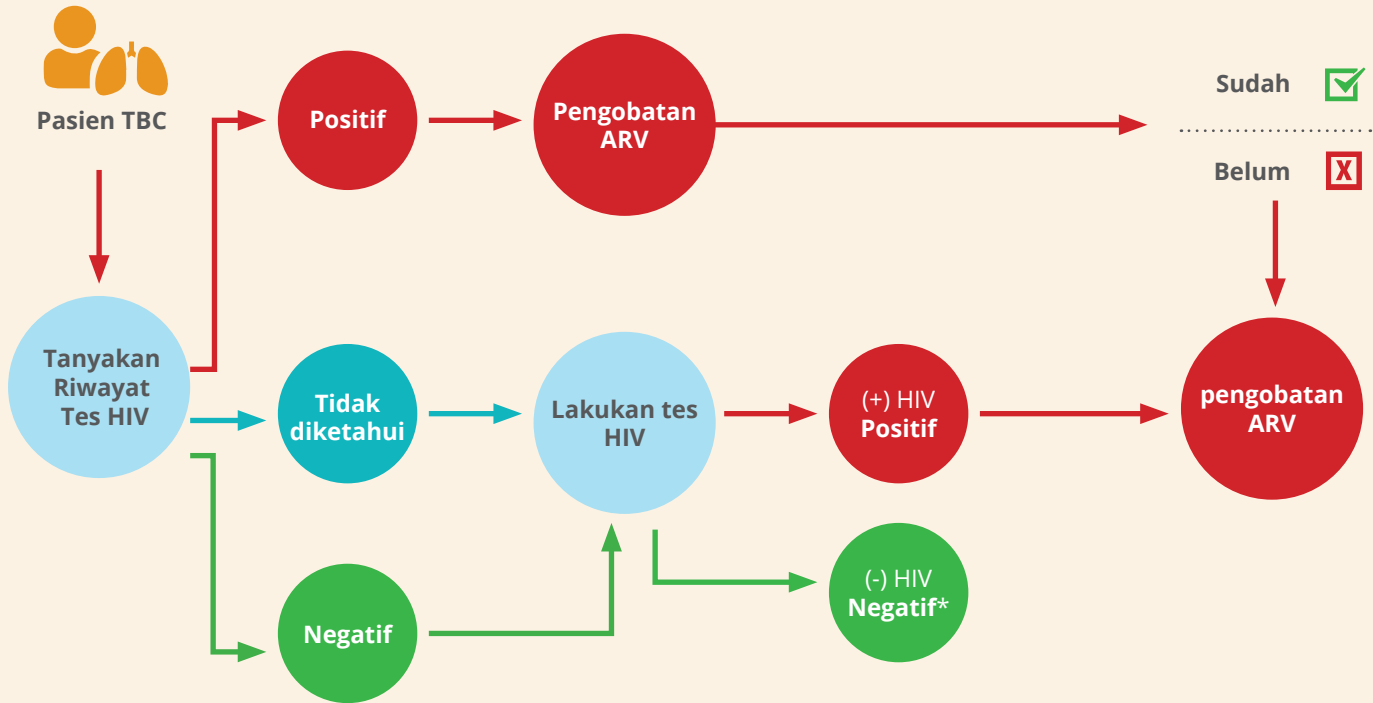 Pasien TBC
Positif
Pengobatan
ARV
Sudah
Belum
X
Tanyakan
Riwayat
Tes HIV
Tidak
diketahui
Lakukan tes
HIV
(+) HIV
Positif
pengobatan
ARV
Negatif
(-) HIV
Negatif*